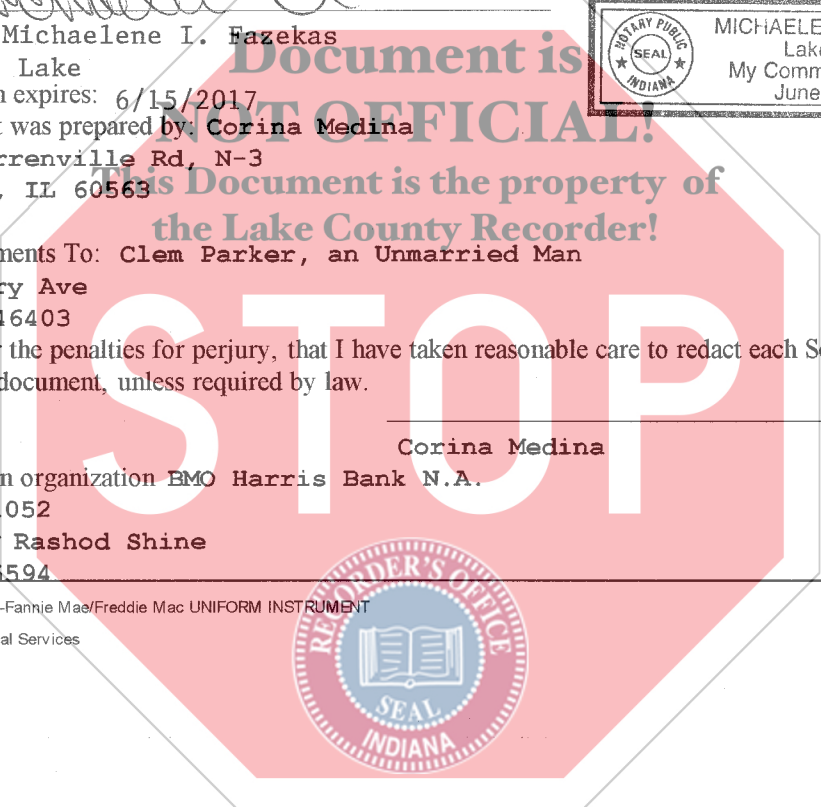 Michaelene I. Fazekas
Lake
expires: 6/15/2017
was prepared by: Corina Medina
rrenville Rd, N-3
, IL 60563
ments To: Clem Parker, an Unmarried Man
ry Ave
46403
the penalties for perjury, that I have taken reasonable care to redact each S
document, unless required by law.
Corina Medina
n organization BMO Harris Bank N.A.
052
Rashod Shine
594
-Fannie Mae/Freddie Mac UNIFORM INSTRUMENT
al Services
NOTARY PUBLIC
SEAL
INDIANA
MICHAELE
Lak
My Comm
June
Document is
NOT OFFICIAL!
This Document is the property of
the Lake County Recorder!
STOP
RECORDER'S OFFICE
SEAL
INDIANA